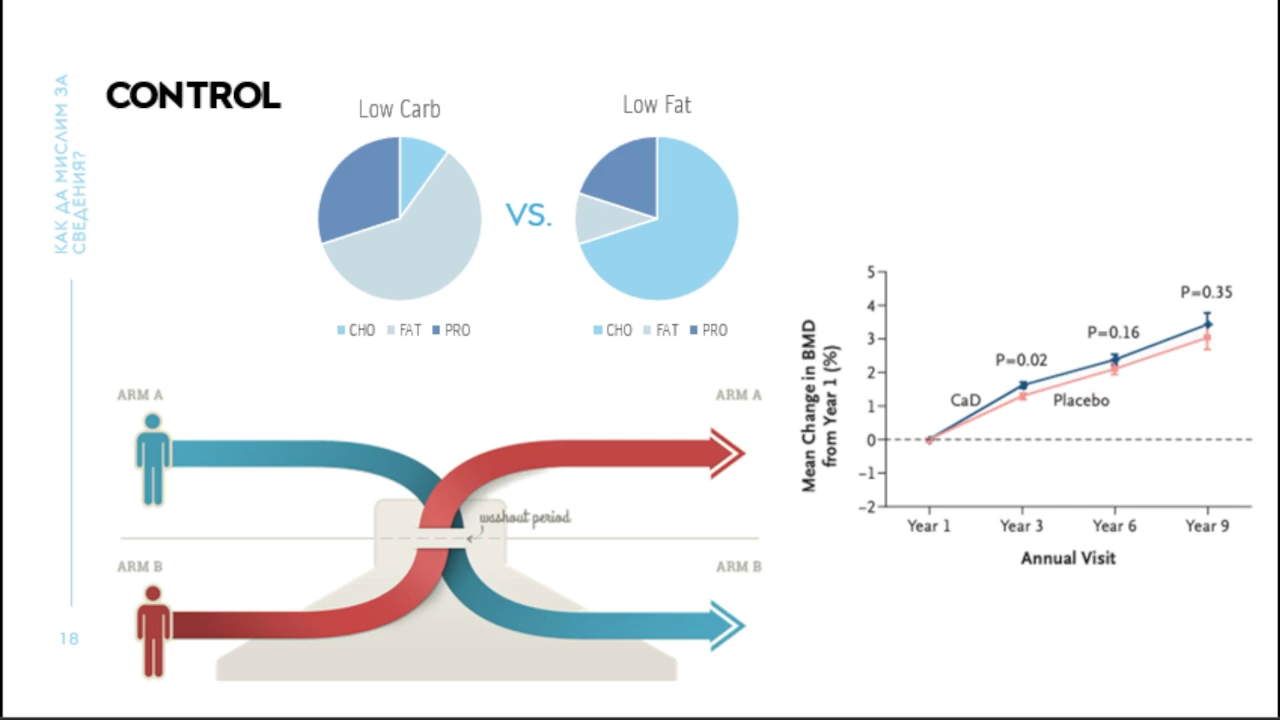 КАК ДА МИСЛИМ ЗА
СВЕДЕНИЯ?
18
CONTROL
Low Carb
CHO FAT PRO
VS.
Low Fat
CHO FAT PRO
ARM A
ARM A
washout period
ARM B
ARM B
Mean Change in BMD
from Year 1 (%)
5
4
3
2
1
0
−1
−2
P=0.02
P=0.16
P=0.35
CaD
Placebo
Year 1
Year 3
Year 6
Year 9
Annual Visit